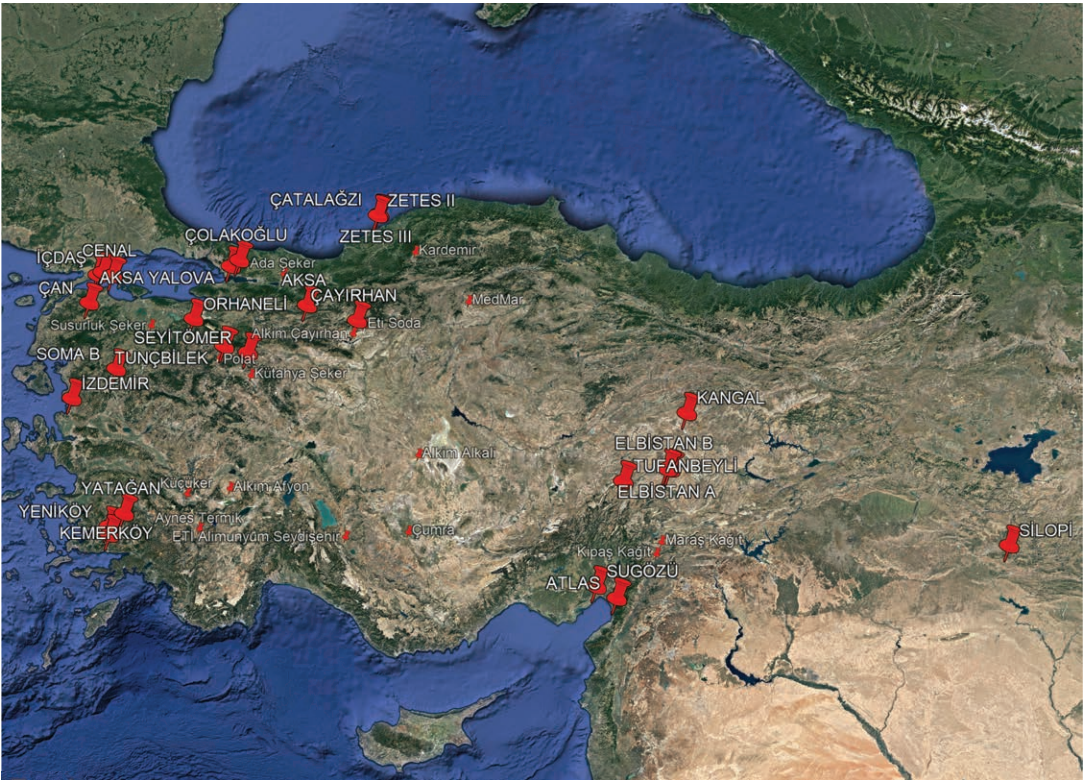 ÇATALAĞZI
ZETES II
ZETES III
Kardemir
ÇOLAKOĞLU
Ada Şeker
İÇDAŞ
CENAL
AKSA YALOVA
AKSA
ÇAN
ORHANELİ
ÇAYIRHAN
MedMar
Susurluk Şeker
Eti Soda
SEYİTÖMER
Alkim Çayırhan
SOMA B
TUNÇBİLEK
Polat
Kütahya Şeker
İZDEMİR
KANGAL
ELBİSTAN B
Alkim Alkali
TUFANBEYLİ
YATAĞAN
Küçüker
Alkim Afyon
ELBİSTAN A
YENİKÖY
Aynes Termik
KEMERKÖY
ETİ Alimünyum Seydişehir
Çumra
SİLOPİ
Maraş Kağıt
Kipaş Kağıt
ATLAS
SUGÖZÜ